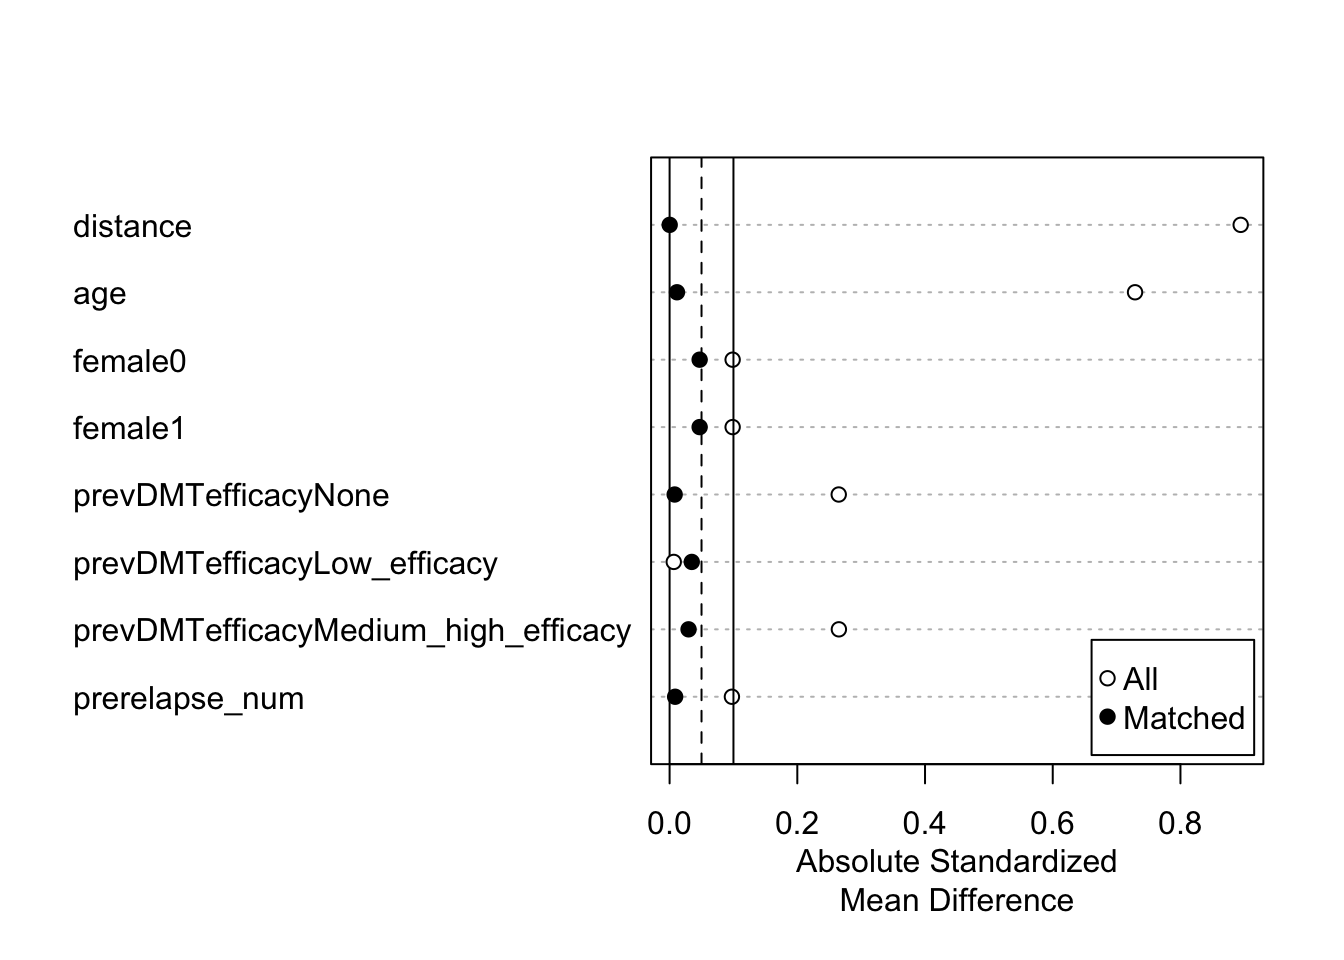 distance
age
female0
female1
prevDMTefficacyNone
prevDMTefficacyLow_efficacy
prevDMTefficacyMedium_high_efficacy
prerelapse_num
All
Matched
0.0 0.2 0.4 0.6 0.8
Absolute Standardized
Mean Difference